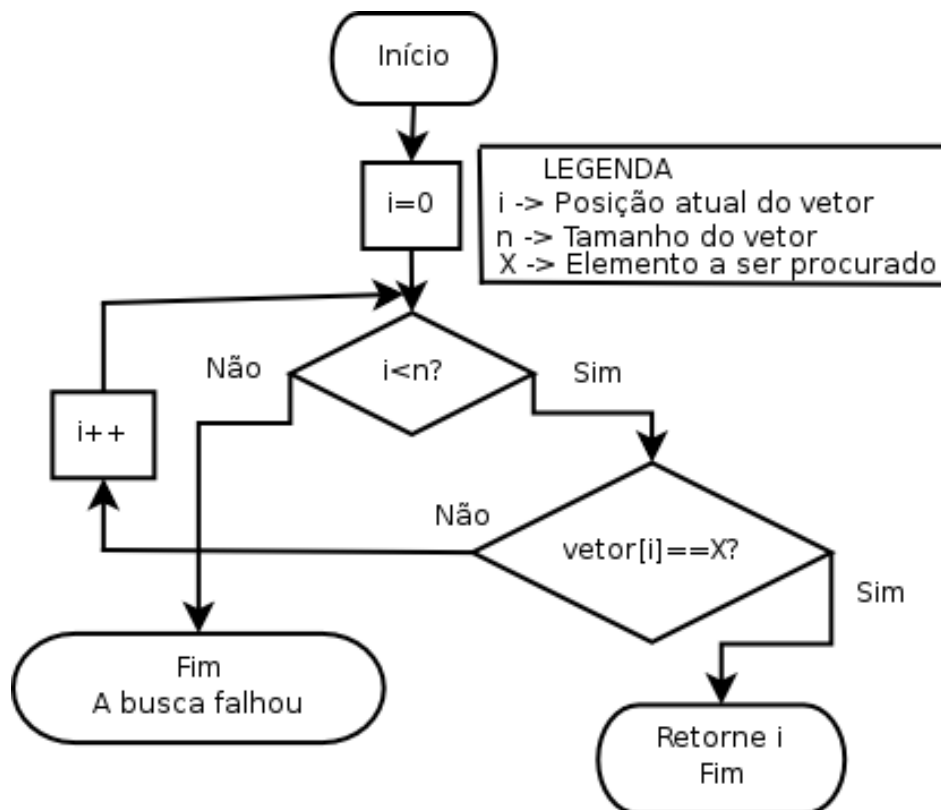 Início
i=0
LEGENDA
i -> Posição atual do vetor
n -> Tamanho do vetor
X -> Elemento a ser procurado
Não
i<n?
Sim
i++
Não
vetor[i]==X?
Sim
Fim
A busca falhou
Retorne i
Fim